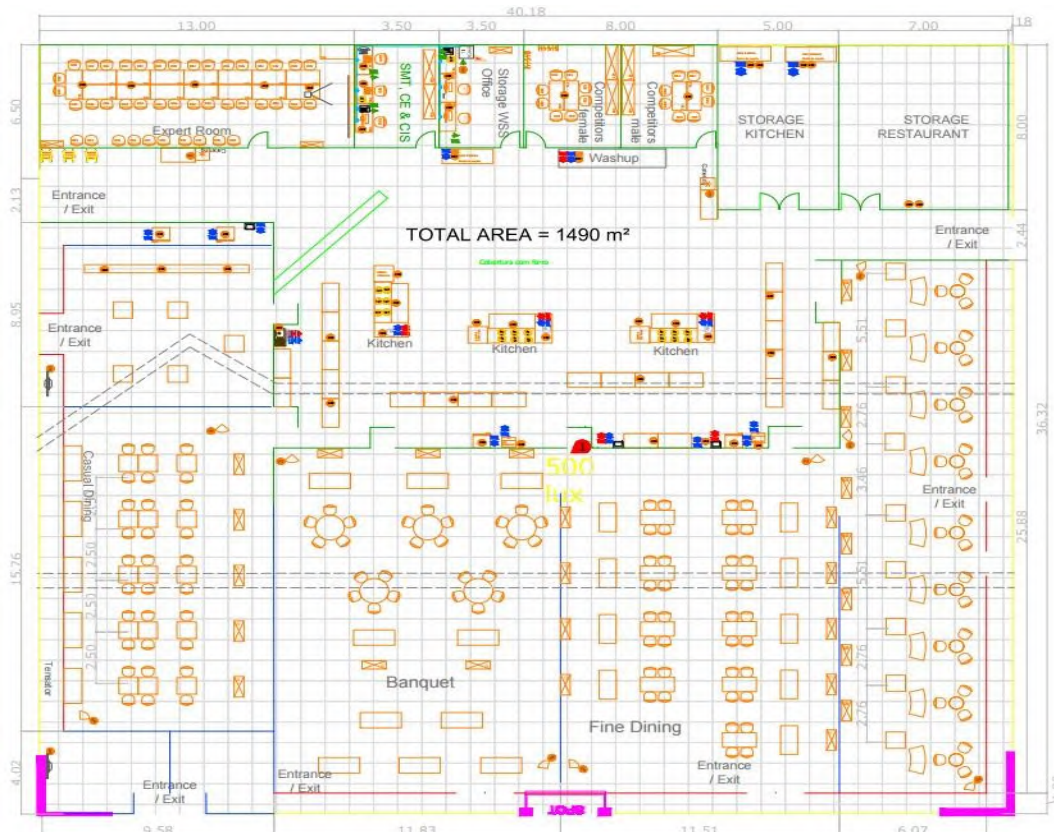 40.18
13.00
3.50
3.50
8.00
5.00
7.00
.18
6.50
8.00
SMT, CE & CIS
Storage WSS
Office
Competitors
female
Competitors
male
Expert Room
Washup
STORAGE
KITCHEN
STORAGE
RESTAURANT
2.13
Entrance
/ Exit
TOTAL AREA = 1490 m²
Entrance
/ Exit
2.44
8.95
Entrance
/ Exit
Kitchen
Kitchen
Kitchen
5.51
2.76
36.32
500
lux
3.46
Entrance
/ Exit
25.88
Casual Dining
2.50
2.50
2.50
15.76
5.51
2.76
2.76
Tensator
Banquet
Fine Dining
Entrance
/ Exit
4.02
Entrance
/ Exit
Entrance
/ Exit
SPOT
9.58
11.83
11.51
6.07